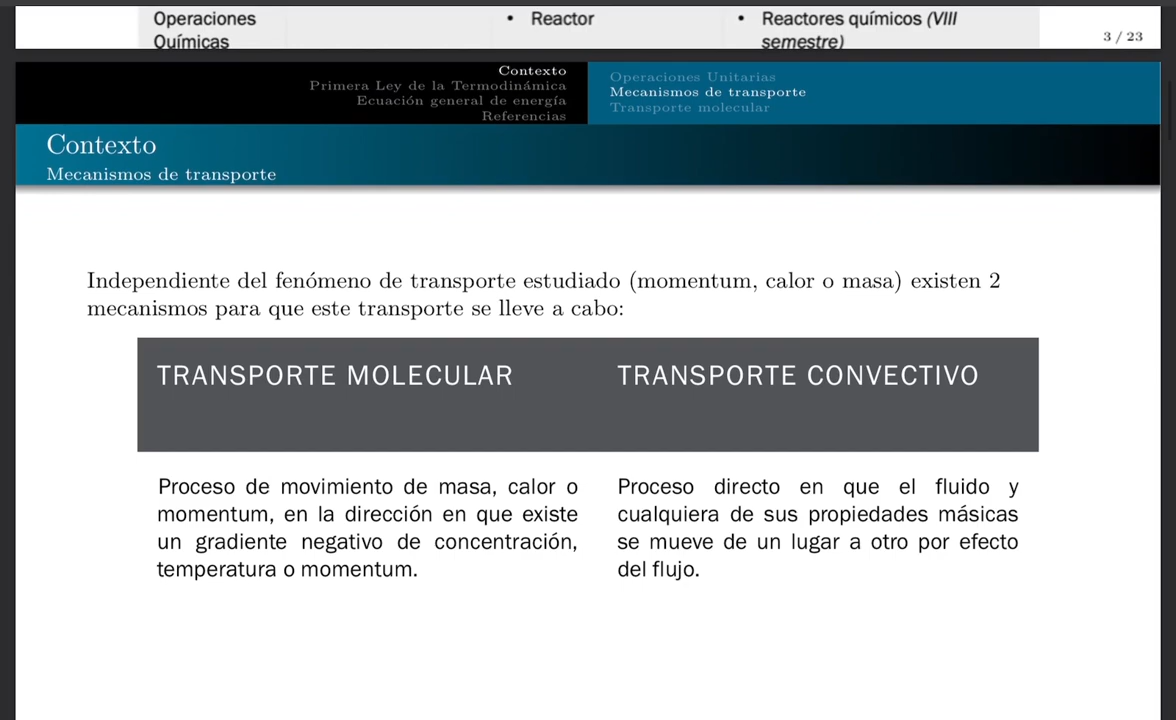 Operaciones
Químicas
• Reactor
• Reactores químicos (VIII
semestre)
3 / 23
Contexto
Primera Ley de la Termodinámica
Ecuación general de energía
Referencias
Operaciones Unitarias
Mecanismos de transporte
Transporte molecular
Contexto
Mecanismos de transporte
Independiente del fenómeno de transporte estudiado (momentum, calor o masa) existen 2
mecanismos para que este transporte se lleve a cabo:
TRANSPORTE MOLECULAR
Proceso de movimiento de masa, calor o
momentum, en la dirección en que existe
un gradiente negativo de concentración,
temperatura o momentum.
TRANSPORTE CONVECTIVO
Proceso directo en que el fluido y
cualquiera de sus propiedades másicas
se mueve de un lugar a otro por efecto
del flujo.